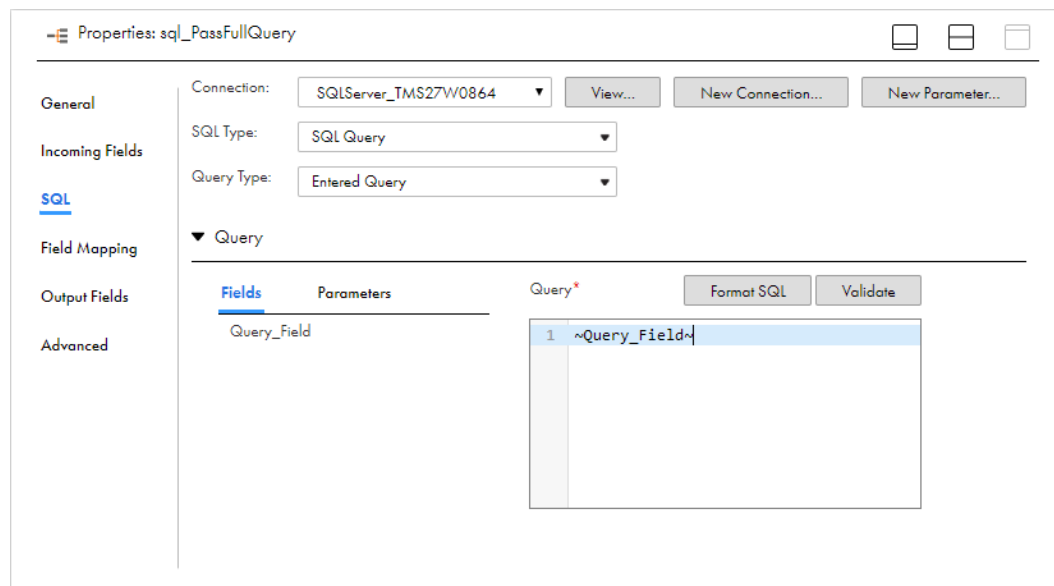 Properties: sql_PassFullQuery
General
Incoming Fields
SQL
Field Mapping
Output Fields
Advanced
Connection: SQLServer_TMS27W0864 View... New Connection... New Parameter...
SQL Type: SQL Query
Query Type: Entered Query
Query
Fields Parameters
Query_Field
Query* Format SQL Validate
1 ~Query_Field~